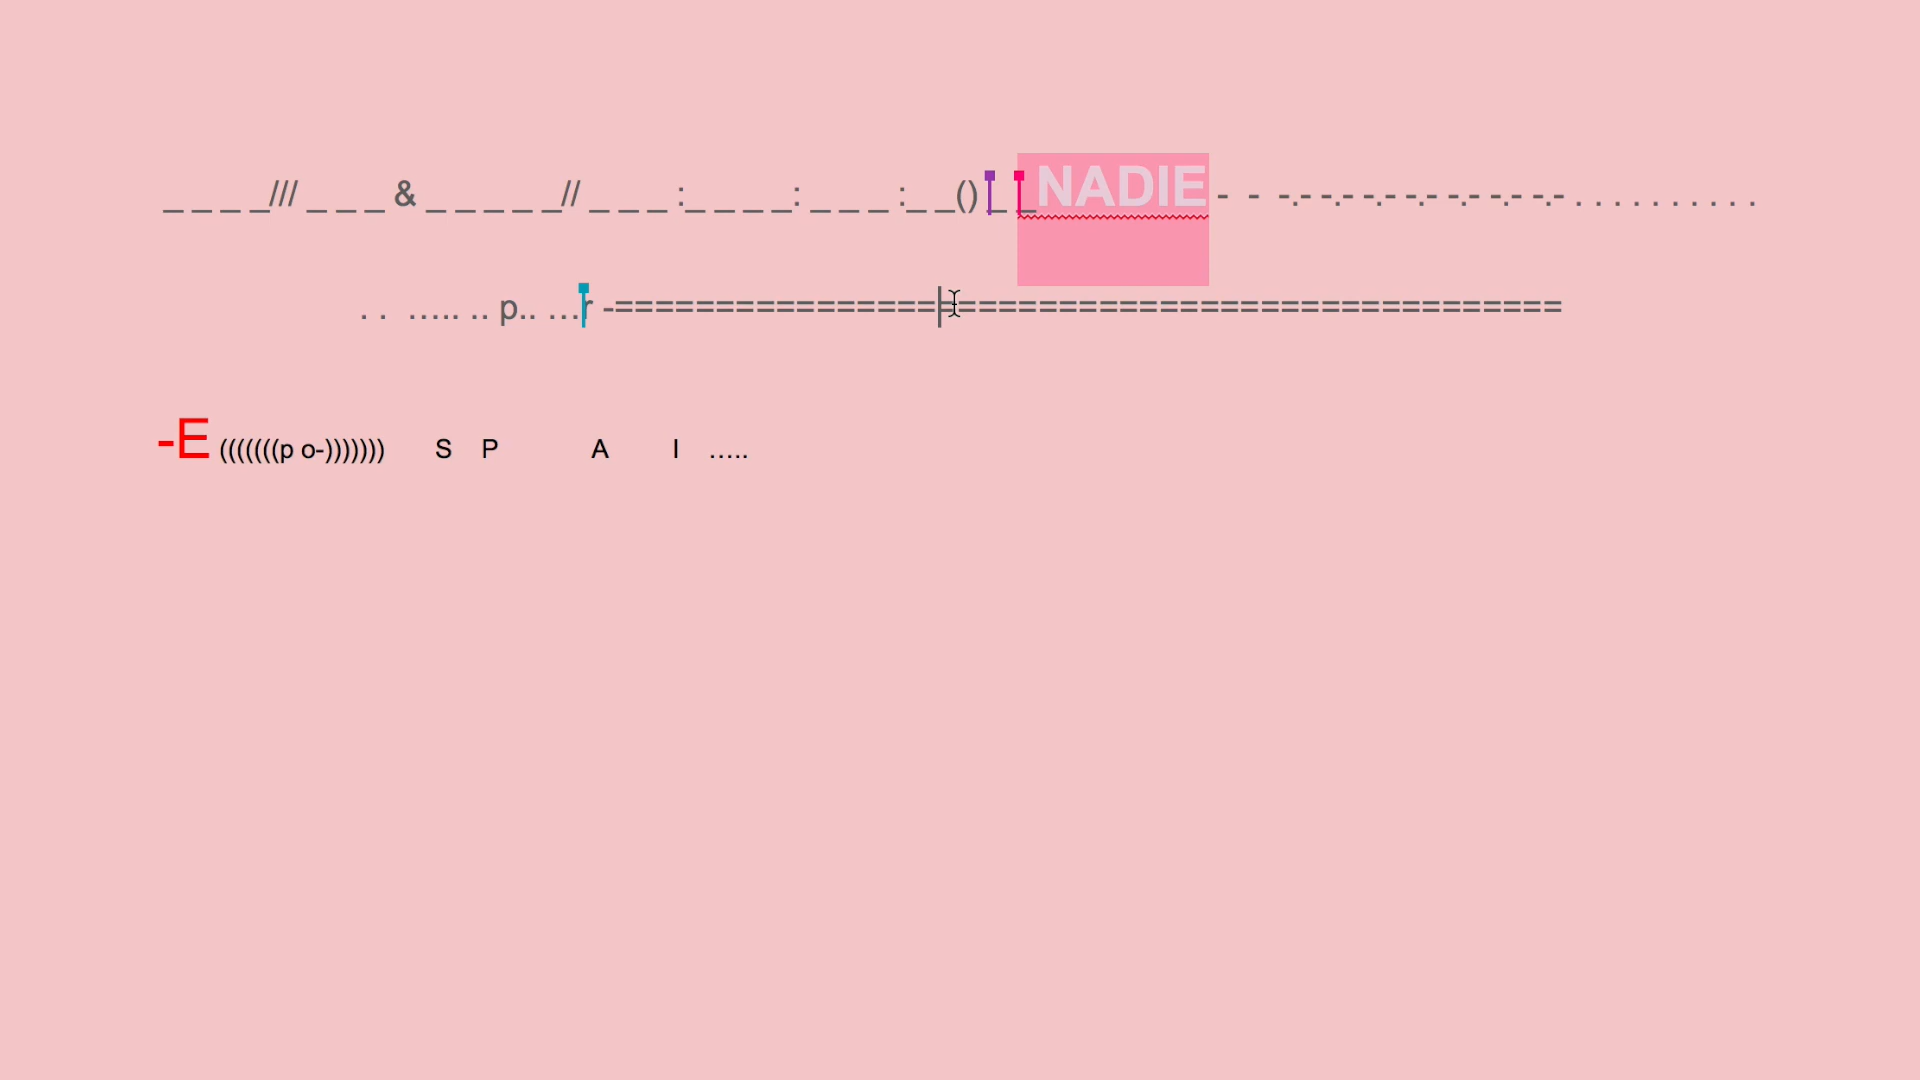 _ _ _ _/// _ _ _ & _ _ _ _ _// _ _ _ :_ _ _ _: _ _ _ :_ _() _ _NADIE - - -.- -.- -.- -.- -.- -.- -.- . . . . . . . . . .
. . ..... .. p.. ...r -===============================================
-E (((((((p o-))))))) S P A I .....